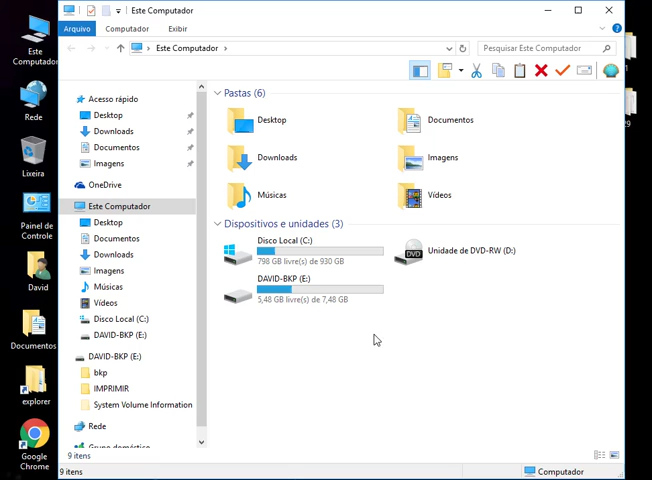 Este Computador
Arquivo
Computador
Exibir
Este Computador
Pesquisar Este Computador
Acesso rápido
Desktop
Downloads
Documentos
Imagens
OneDrive
Este Computador
Desktop
Documentos
Downloads
Imagens
Músicas
Vídeos
Disco Local (C:)
DAVID-BKP (E:)
DAVID-BKP (E:)
bkp
IMPRIMIR
System Volume Information
Rede
Grupo doméstico
Pastas (6)
Desktop
Documentos
Downloads
Imagens
Músicas
Vídeos
Dispositivos e unidades (3)
Disco Local (C:)
798 GB livre(s) de 930 GB
DVD
Unidade de DVD-RW (D:)
DAVID-BKP (E:)
5,48 GB livre(s) de 7,48 GB
9 itens
9 itens
Computador
Este
Computador
Rede
Lixeira
Painel de
Controle
David
Documentos
explorer
Google
Chrome